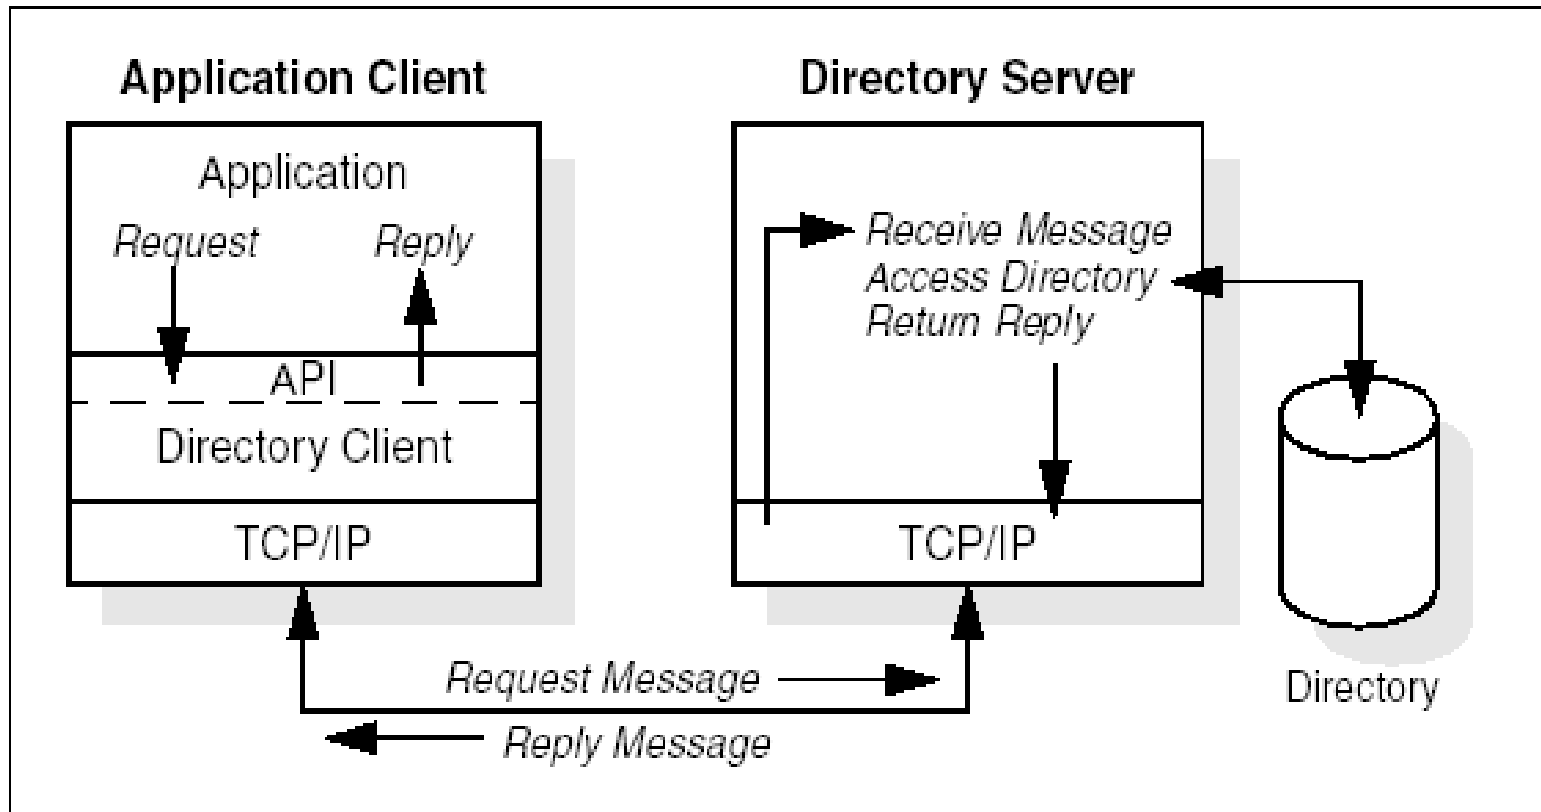 Application Client
Directory Server
Application
Request
Reply
API
Directory Client
TCP/IP
Receive Message
Access Directory
Return Reply
TCP/IP
Request Message
Reply Message
Directory